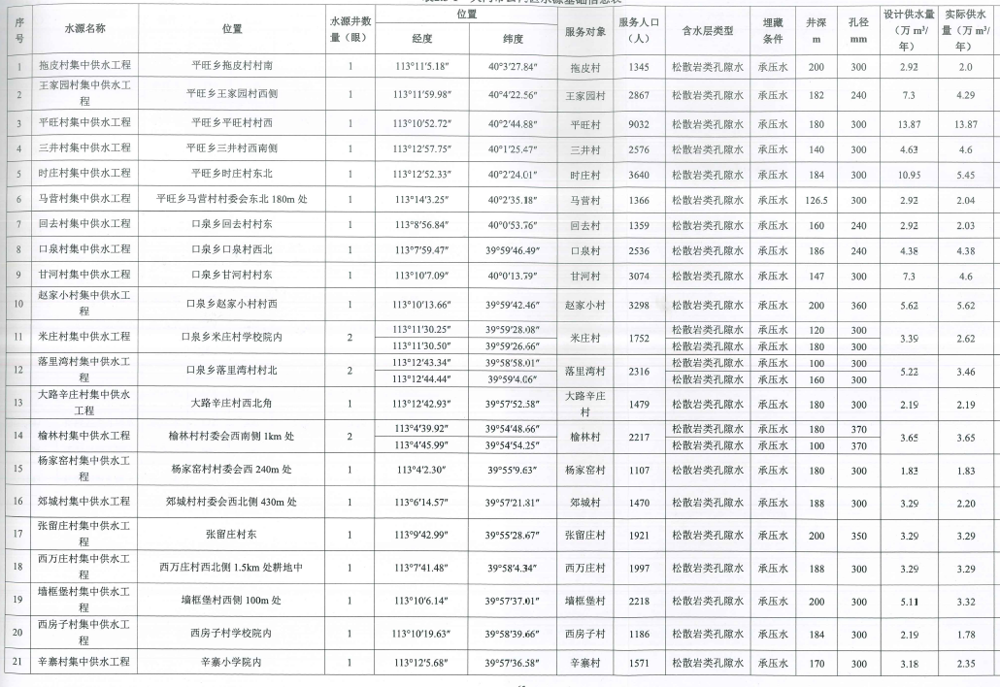 序号 水源名称 位置 水源井数量（眼） 位置 服务对象 服务人口（人） 含水层类型 埋藏条件 井深 m 孔径 mm 设计供水量（万 m³/年） 实际供水量（万 m³/年）
经度 纬度
1 拖皮村集中供水工程 平旺乡拖皮村村南 1 113°11′5.18″ 40°3′27.84″ 拖皮村 1345 松散岩类孔隙水 承压水 200 300 2.92 2.0
2 王家园村集中供水工程 平旺乡王家园村西侧 1 113°11′59.98″ 40°4′22.56″ 王家园村 2867 松散岩类孔隙水 承压水 182 240 7.3 4.29
3 平旺村集中供水工程 平旺乡平旺村村西 1 113°10′52.72″ 40°2′44.88″ 平旺村 9032 松散岩类孔隙水 承压水 180 300 13.87 13.87
4 三井村集中供水工程 平旺乡三井村西南侧 1 113°12′57.75″ 40°1′25.47″ 三井村 2576 松散岩类孔隙水 承压水 140 300 4.63 4.6
5 时庄村集中供水工程 平旺乡时庄村东北 1 113°12′52.33″ 40°2′24.01″ 时庄村 3640 松散岩类孔隙水 承压水 184 300 10.95 5.45
6 马营村集中供水工程 平旺乡马营村村委会东北 180m 处 1 113°14′3.25″ 40°2′35.18″ 马营村 1366 松散岩类孔隙水 承压水 126.5 300 2.92 2.04
7 回去村集中供水工程 口泉乡回去村村东 1 113°8′56.84″ 40°0′53.76″ 回去村 1359 松散岩类孔隙水 承压水 160 240 2.92 2.03
8 口泉村集中供水工程 口泉乡口泉村西北 1 113°7′59.47″ 39°59′46.49″ 口泉村 2536 松散岩类孔隙水 承压水 186 240 4.38 4.38
9 甘河村集中供水工程 口泉乡甘河村村东 1 113°10′7.09″ 40°0′13.79″ 甘河村 3074 松散岩类孔隙水 承压水 147 300 7.3 4.6
10 赵家小村集中供水工程 口泉乡赵家小村村西 1 113°10′13.66″ 39°59′42.46″ 赵家小村 3298 松散岩类孔隙水 承压水 200 360 5.62 5.62
11 米庄村集中供水工程 口泉乡米庄村学校院内 2 113°11′30.25″ 39°59′28.08″ 米庄村 1752 松散岩类孔隙水 承压水 120 300 3.39 2.62
113°11′30.50″ 39°59′26.66″ 松散岩类孔隙水 承压水 180 300
12 落里湾村集中供水工程 口泉乡落里湾村村北 2 113°12′43.34″ 39°58′58.01″ 落里湾村 2316 松散岩类孔隙水 承压水 100 300 5.22 3.46
113°12′44.44″ 39°59′4.06″ 松散岩类孔隙水 承压水 160 300
13 大路辛庄村集中供水工程 大路辛庄村西北角 1 113°12′42.93″ 39°57′52.58″ 大路辛庄村 1479 松散岩类孔隙水 承压水 180 300 2.19 2.19
14 榆林村集中供水工程 榆林村村委会西南侧 1km 处 2 113°4′39.92″ 39°54′48.66″ 榆林村 2217 松散岩类孔隙水 承压水 180 370 3.65 3.65
113°4′45.99″ 39°54′54.25″ 松散岩类孔隙水 承压水 100 370
15 杨家窑村集中供水工程 杨家窑村村委会西 240m 处 1 113°4′2.30″ 39°55′9.63″ 杨家窑村 1107 松散岩类孔隙水 承压水 180 300 1.83 1.83
16 郊城村集中供水工程 郊城村村委会西北侧 430m 处 1 113°6′14.57″ 39°57′21.81″ 郊城村 1470 松散岩类孔隙水 承压水 188 300 3.29 2.20
17 张留庄村集中供水工程 张留庄村东 1 113°9′42.99″ 39°55′28.67″ 张留庄村 1921 松散岩类孔隙水 承压水 200 350 3.29 3.29
18 西万庄村集中供水工程 西万庄村西北侧 1.5km 处耕地中 1 113°7′41.48″ 39°58′4.34″ 西万庄村 1997 松散岩类孔隙水 承压水 188 300 3.29 3.29
19 墙框堡村集中供水工程 墙框堡村西侧 100m 处 1 113°10′6.14″ 39°57′37.01″ 墙框堡村 2218 松散岩类孔隙水 承压水 200 300 5.11 3.32
20 西房子村集中供水工程 西房子村学校院内 1 113°10′19.63″ 39°58′39.66″ 西房子村 1186 松散岩类孔隙水 承压水 184 300 2.19 1.78
21 辛寨村集中供水工程 辛寨小学院内 1 113°12′5.68″ 39°57′36.58″ 辛寨村 1571 松散岩类孔隙水 承压水 170 300 3.18 2.35